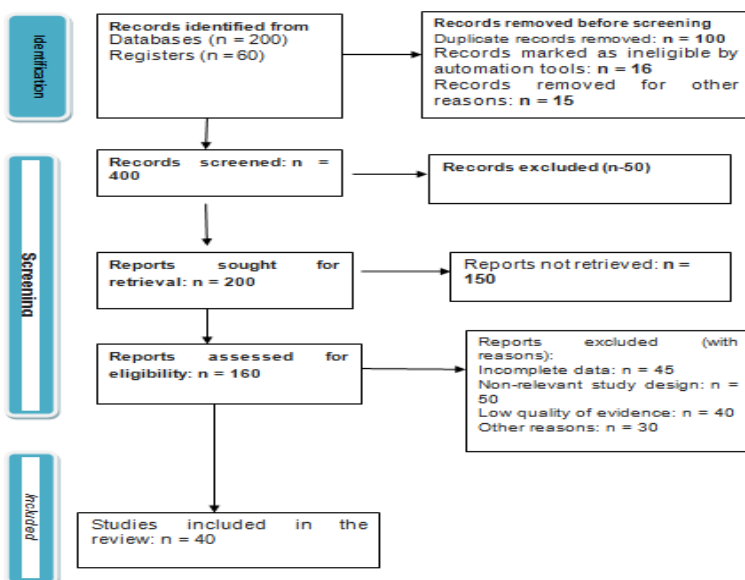 Identification
Records identified from
Databases (n = 200)
Registers (n = 60)
Records removed before screening
Duplicate records removed: n = 100
Records marked as ineligible by
automation tools: n = 16
Records removed for other
reasons: n = 15
Screening
Records screened: n =
400
Records excluded (n-50)
Reports sought for
retrieval: n = 200
Reports not retrieved: n =
150
Reports assessed for
eligibility: n = 160
Reports excluded (with
reasons):
Incomplete data: n = 45
Non-relevant study design: n =
50
Low quality of evidence: n = 40
Other reasons: n = 30
Included
Studies included in the
review: n = 40